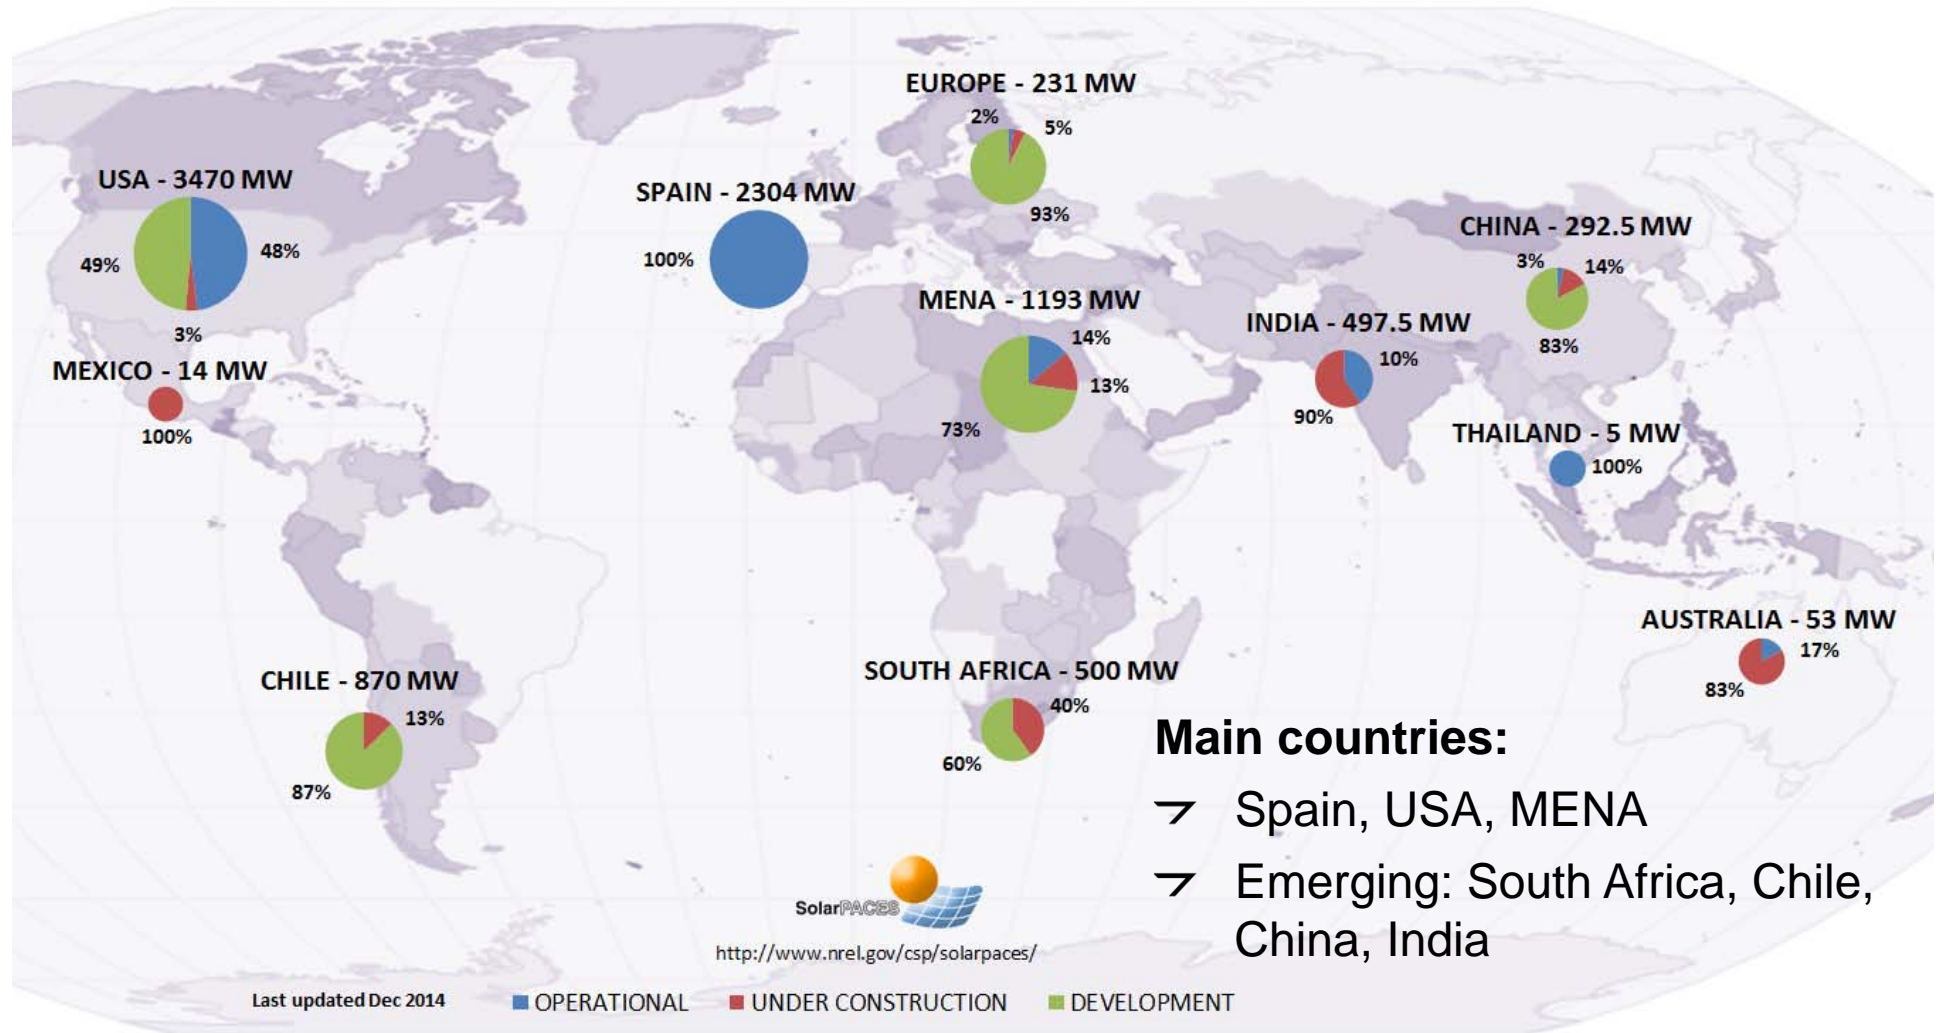 EUROPE - 231 MW
2%
5%
93%
USA - 3470 MW
49%
48%
3%
SPAIN - 2304 MW
100%
CHINA - 292.5 MW
3%
14%
83%
MENA - 1193 MW
14%
13%
73%
INDIA - 497.5 MW
10%
90%
MEXICO - 14 MW
100%
THAILAND - 5 MW
100%
AUSTRALIA - 53 MW
17%
83%
CHILE - 870 MW
13%
87%
SOUTH AFRICA - 500 MW
40%
60%
Main countries:
Spain, USA, MENA
Emerging: South Africa, Chile,
China, India
SolarPACES
http://www.nrel.gov/csp/solarpaces/
Last updated Dec 2014
OPERATIONAL
UNDER CONSTRUCTION
DEVELOPMENT